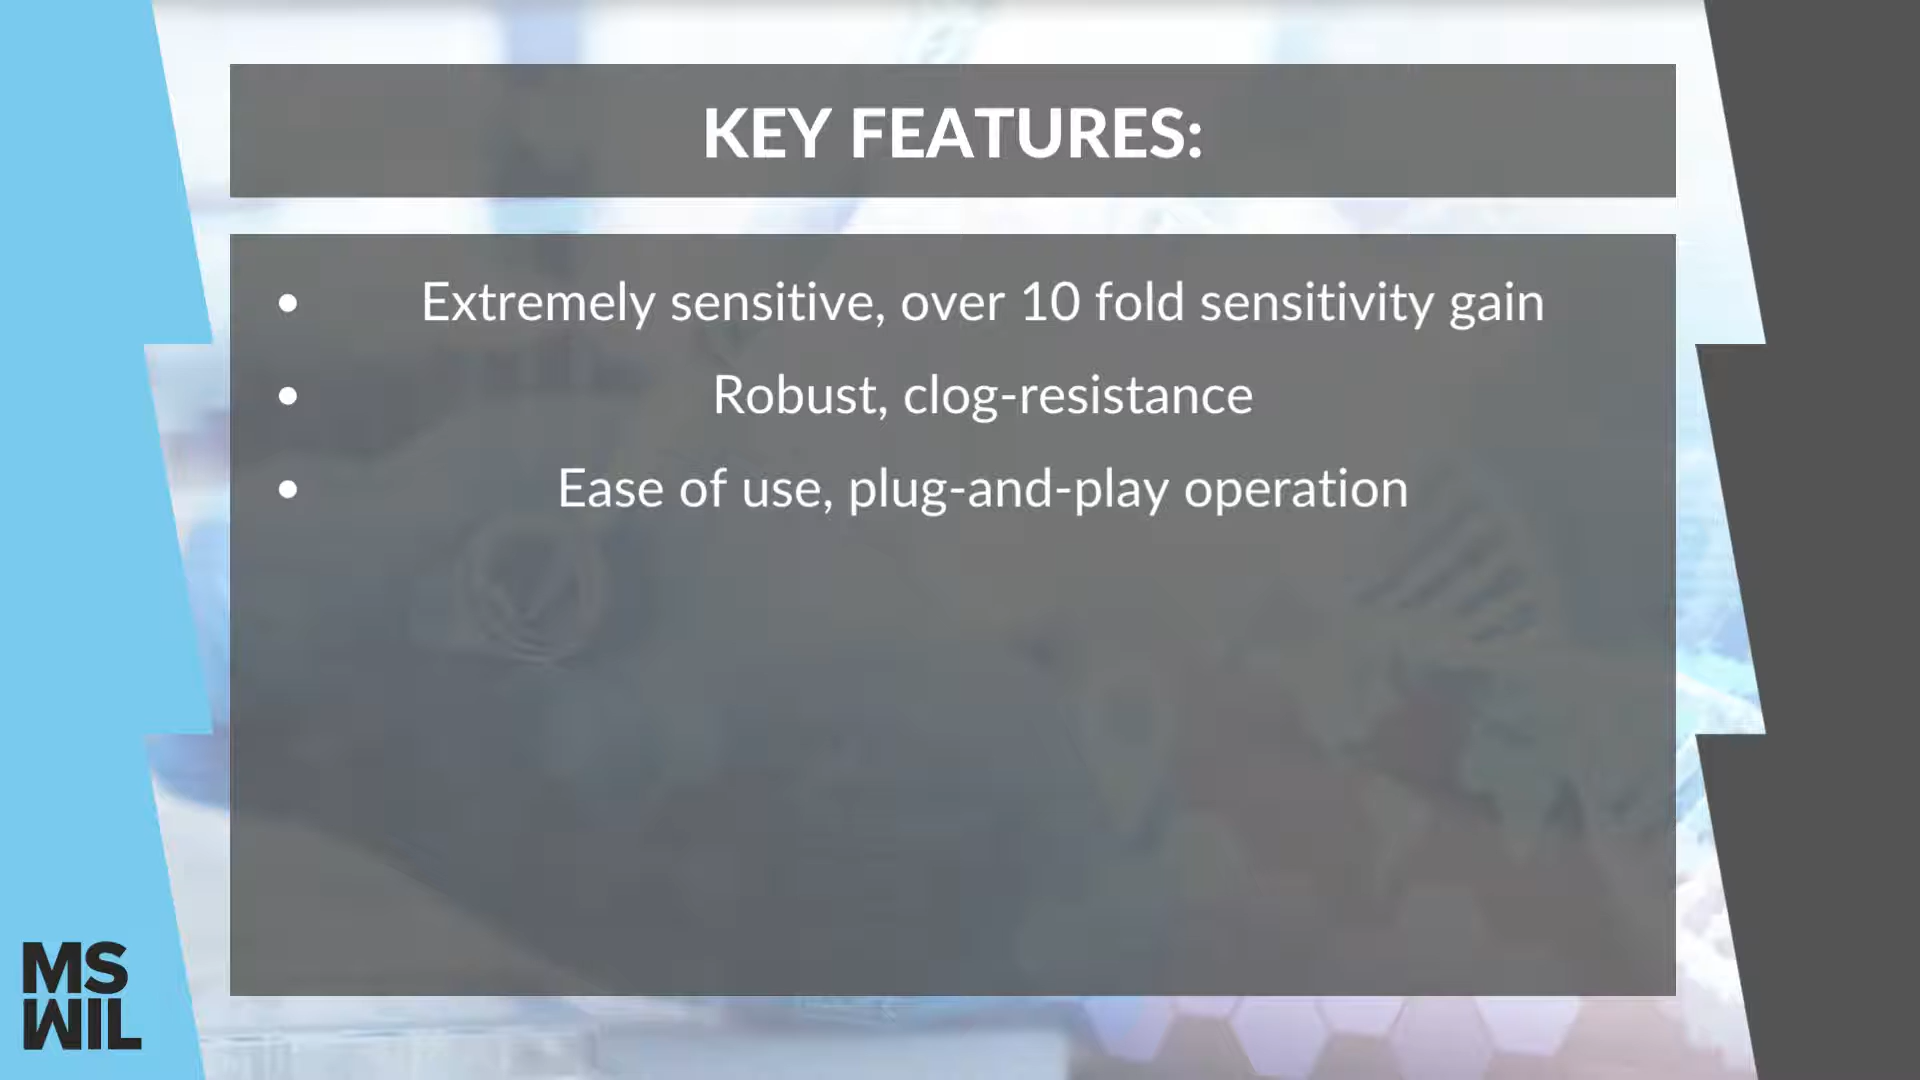 KEY FEATURES:
• Extremely sensitive, over 10 fold sensitivity gain
• Robust, clog-resistance
• Ease of use, plug-and-play operation
MS
WIL